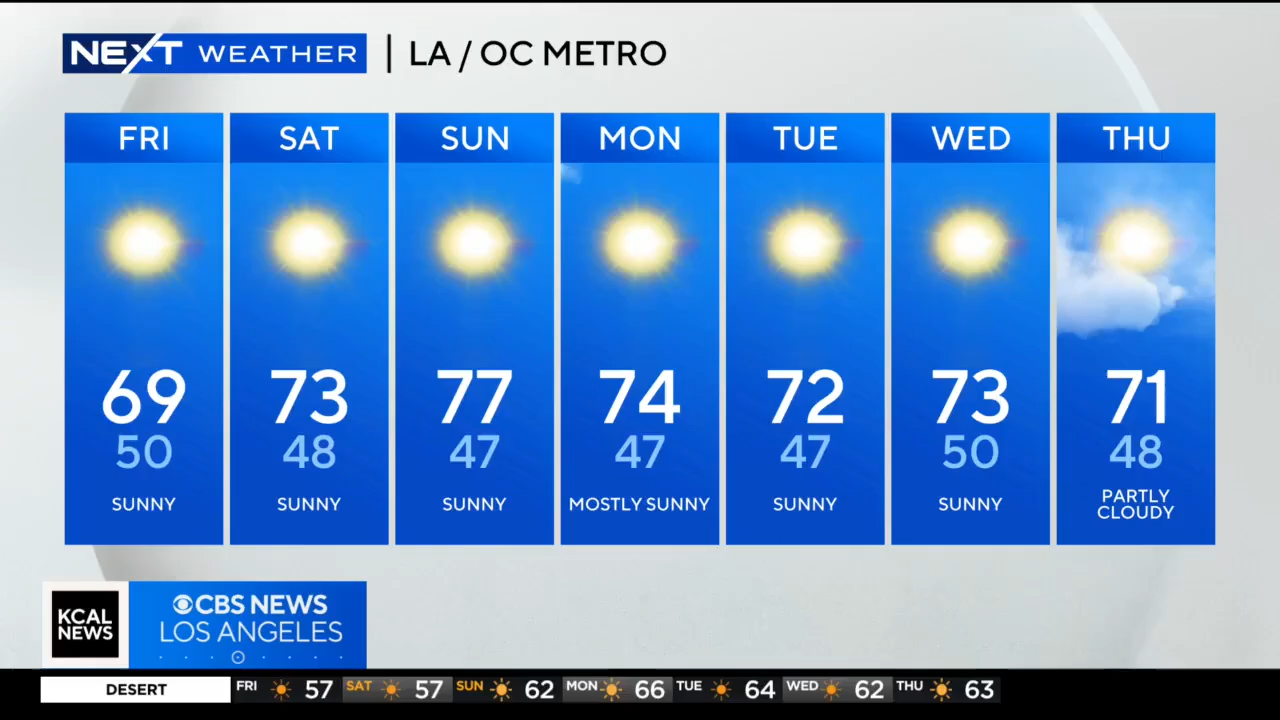 NEXT WEATHER | LA / OC METRO
FRI SAT SUN MON TUE WED THU
69 73 77 74 72 73 71
50 48 47 47 47 50 48
SUNNY SUNNY SUNNY MOSTLY SUNNY SUNNY SUNNY PARTLY
CLOUDY
KCAL
NEWS
CBS NEWS
LOS ANGELES
DESERT FRI 57 SAT 57 SUN 62 MON 66 TUE 64 WED 62 THU 63